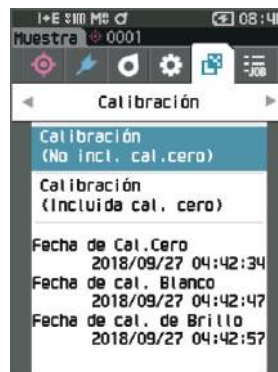 I+E M♂ 08:4
Muestra 0001
Calibración
Calibración
(No incl. cal.cero)
Calibración
(Incluida cal. cero)
Fecha de Cal.Cero
2018/09/27 04:42:34
Fecha de cal. Blanco
2018/09/27 04:42:47
Fecha de cal. de Brillo
2018/09/27 04:42:57